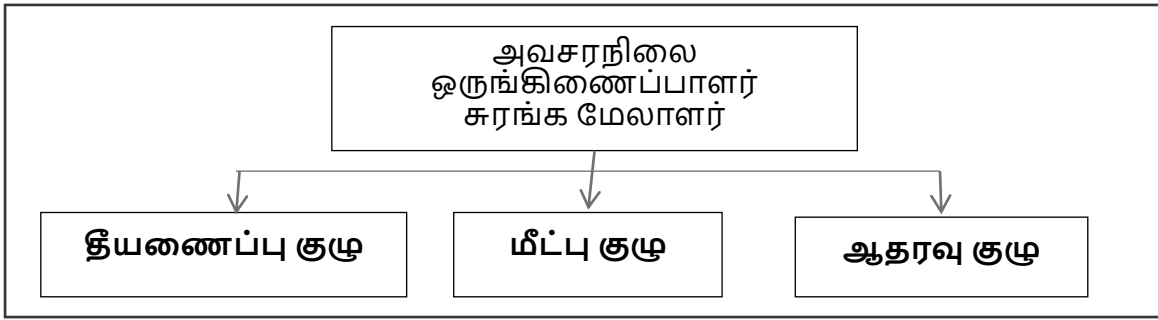 அவசரநிலை
ஒருங்கிணைப்பாளர்
சுரங்க மேலாளர்
தீயணைப்பு குழு
மீட்பு குழு
ஆதரவு குழு